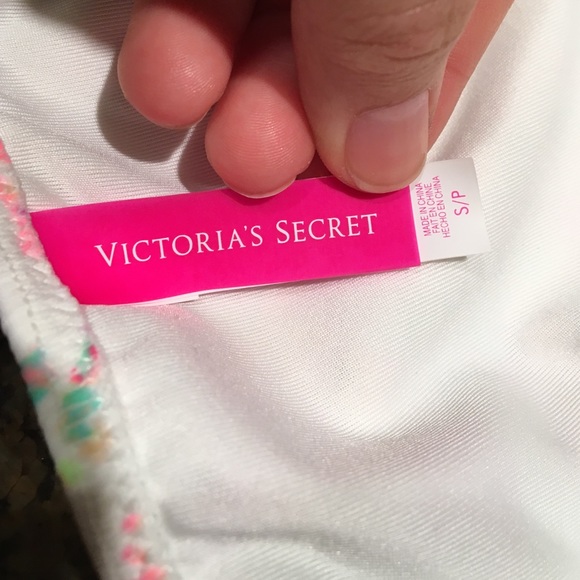 VICTORIA'S SECRET
MADE IN CHINA
FAIT EN CHINE
HECHO EN CHINA
S/P